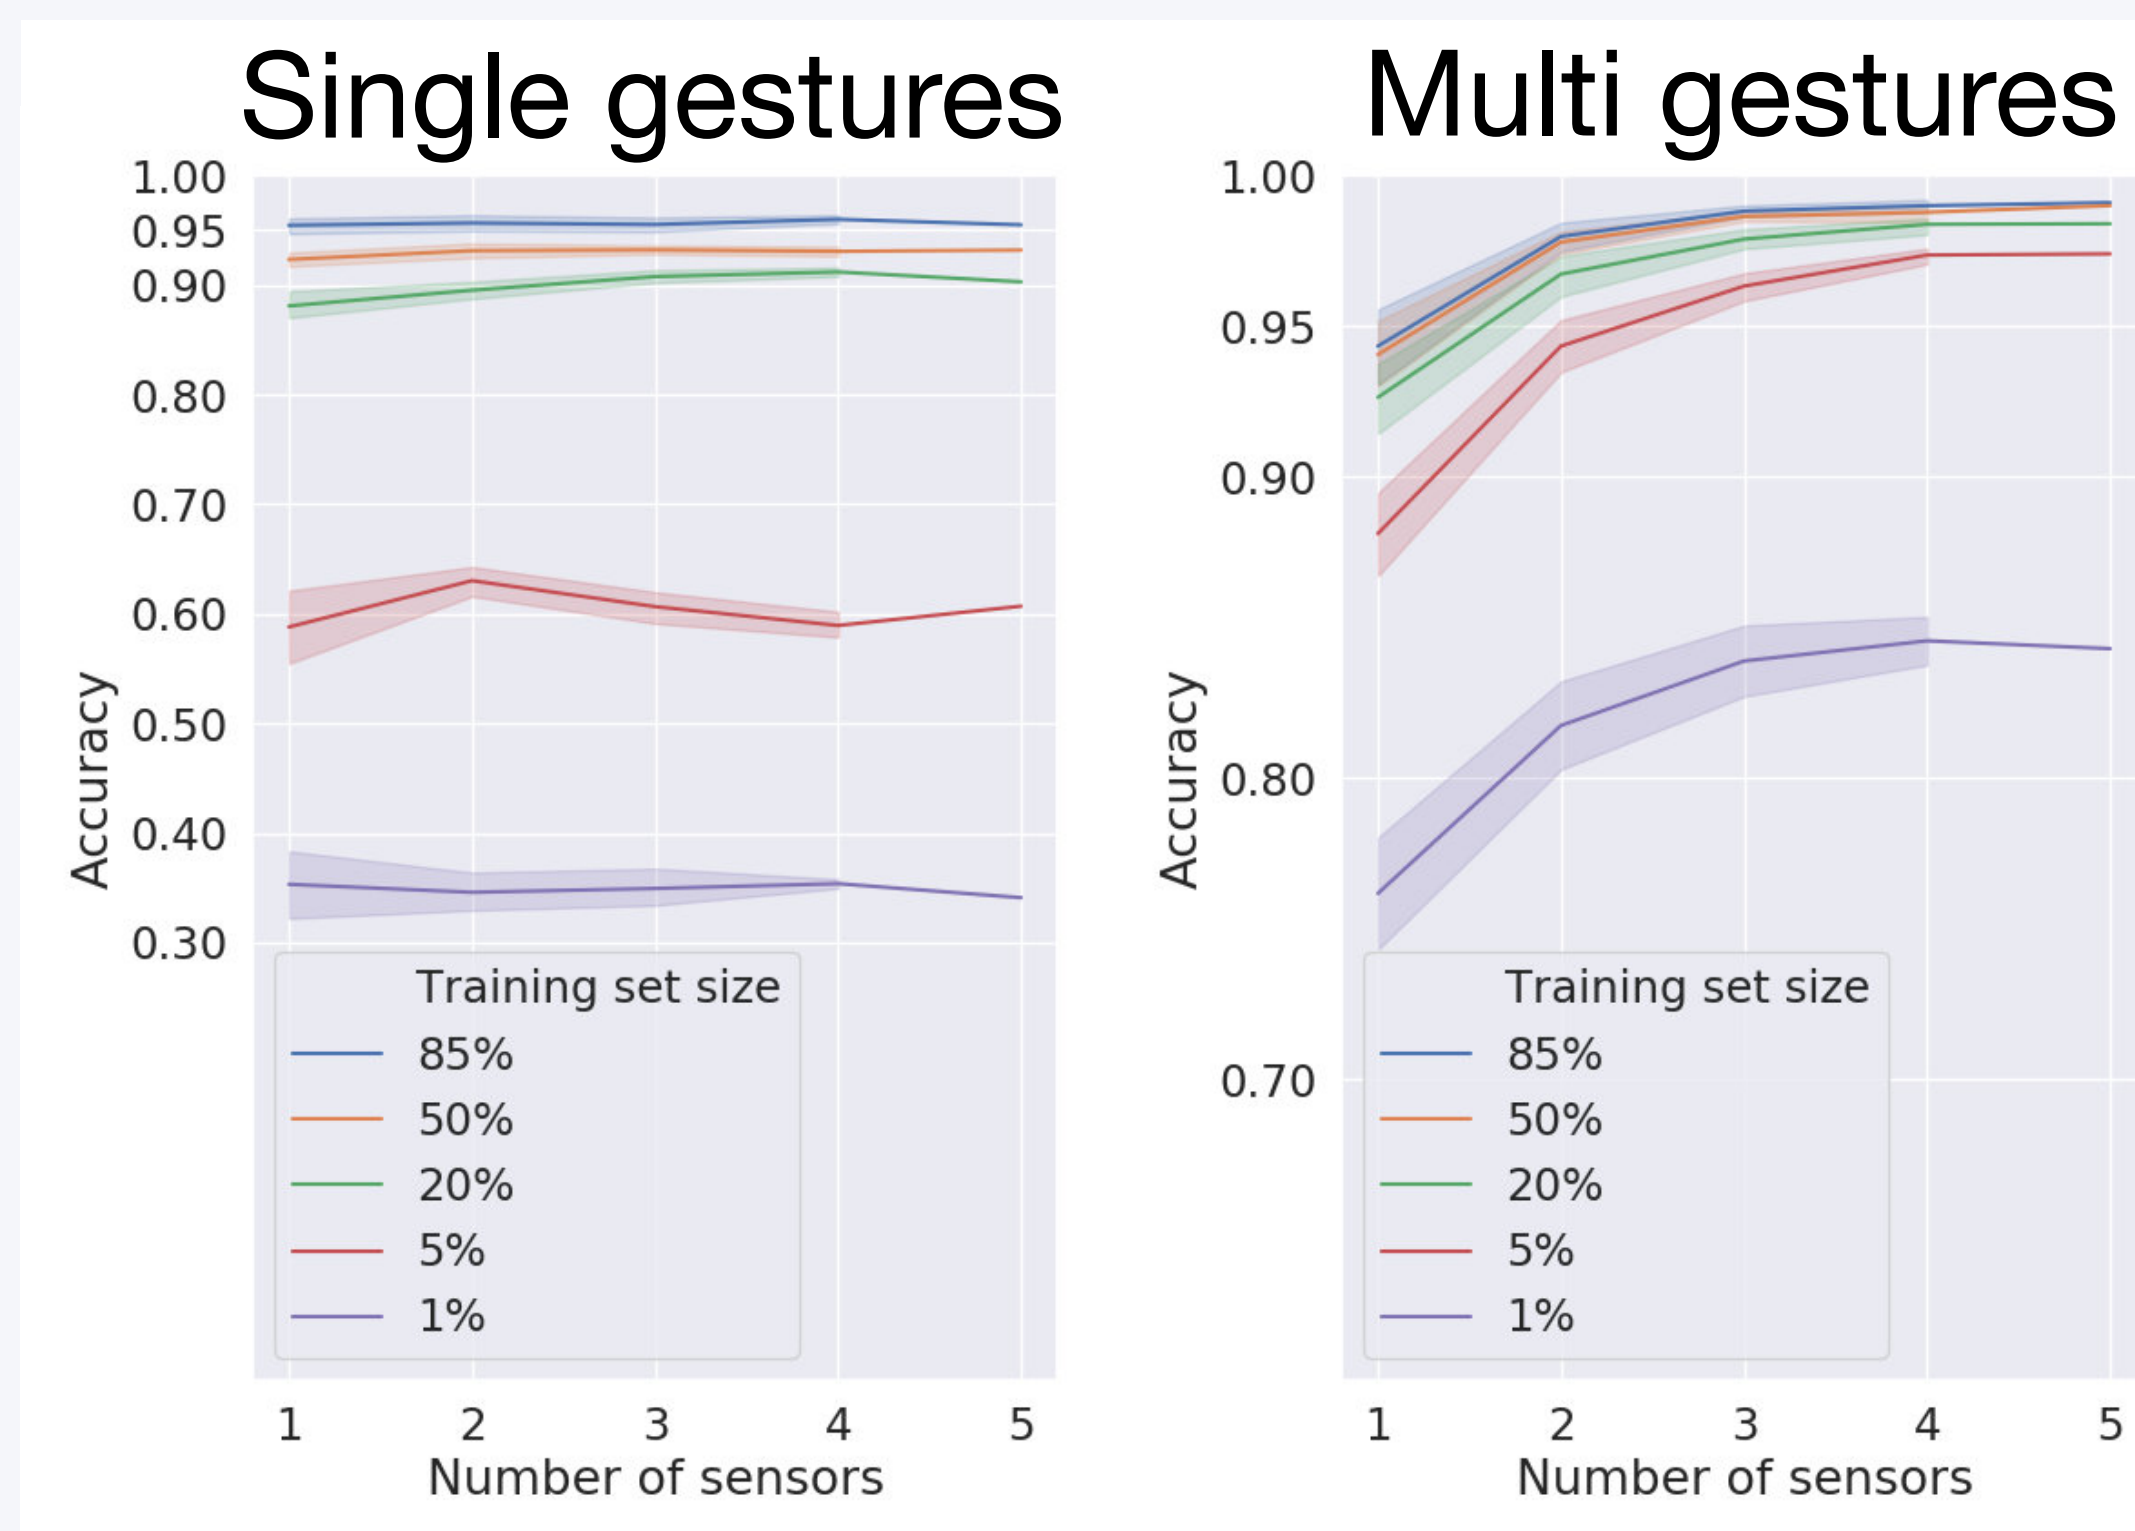 Single gestures
1.00
0.95
0.90
0.80
0.70
0.60
0.50
0.40
0.30
Accuracy
Training set size
85%
50%
20%
5%
1%
1 2 3 4 5
Number of sensors
Multi gestures
1.00
0.95
0.90
0.80
0.70
Accuracy
Training set size
85%
50%
20%
5%
1%
1 2 3 4 5
Number of sensors